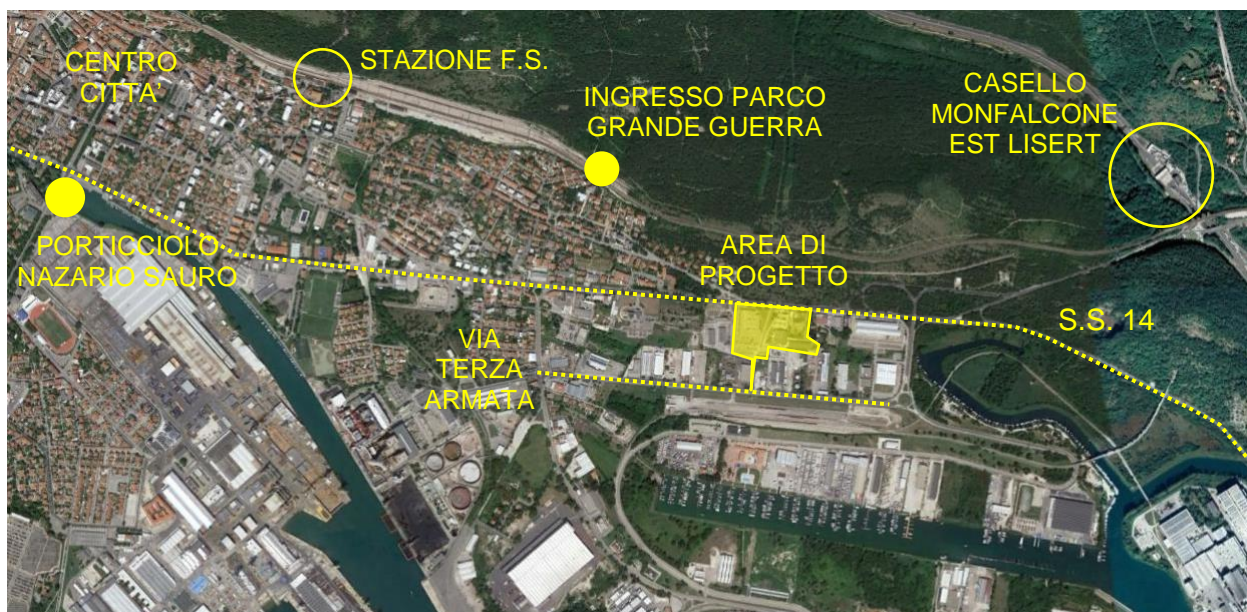 CENTRO
CITTA'
STAZIONE F.S.
INGRESSO PARCO
GRANDE GUERRA
CASELLO
MONFALCONE
EST LISERT
PORTICCIOLO
NAZARIO SAURO
AREA DI
PROGETTO
S.S. 14
VIA
TERZA
ARMATA